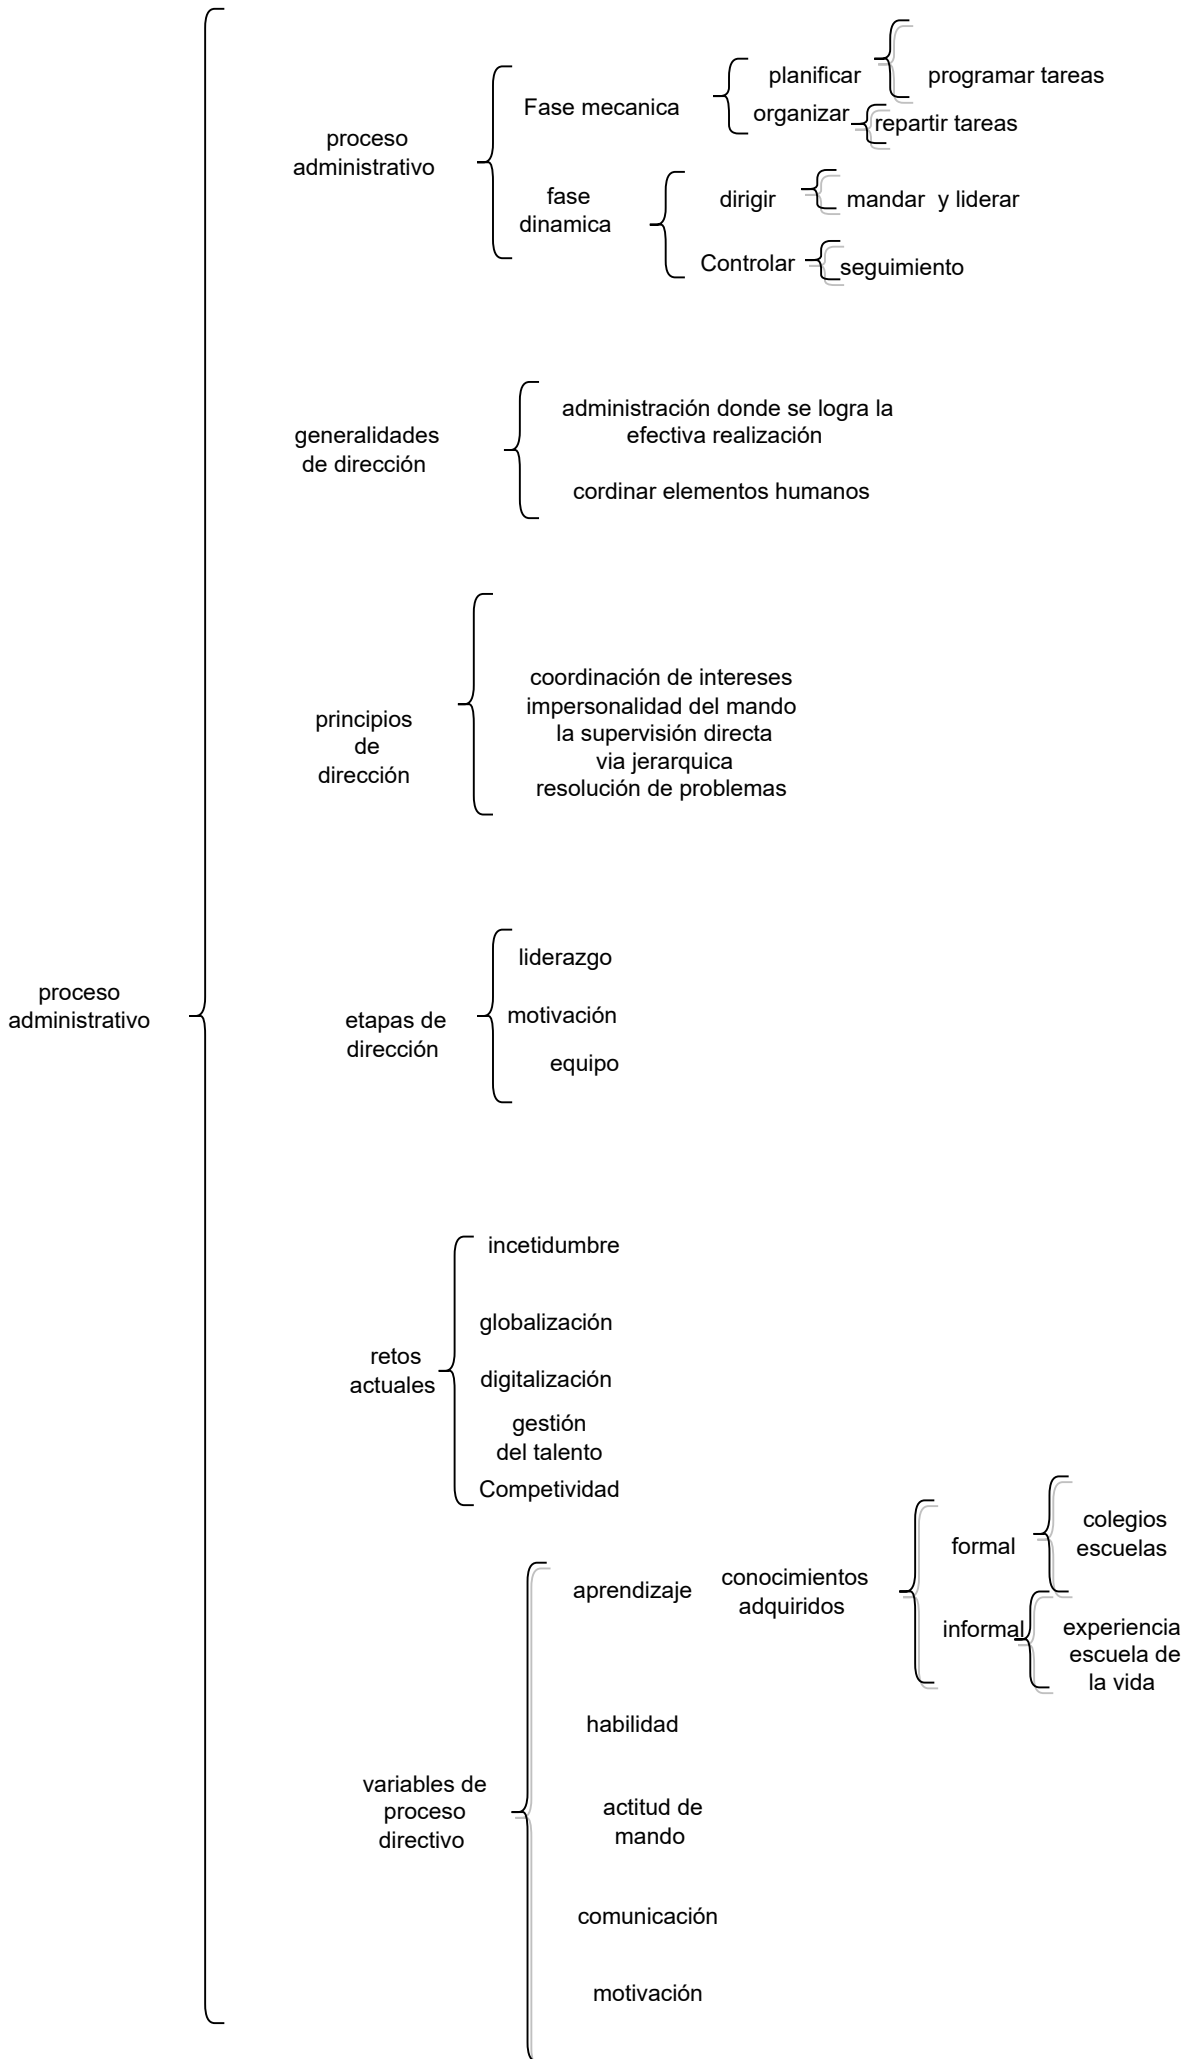 proceso
administrativo
proceso
administrativo
Fase mecanica
planificar
programar tareas
organizar
repartir tareas
fase
dinamica
dirigir
mandar y liderar
Controlar
seguimiento
generalidades
de dirección
administración donde se logra la
efectiva realización
cordinar elementos humanos
principios
de
dirección
coordinación de intereses
impersonalidad del mando
la supervisión directa
via jerarquica
resolución de problemas
etapas de
dirección
liderazgo
motivación
equipo
retos
actuales
incetidumbre
globalización
digitalización
gestión
del talento
Competividad
variables de
proceso
directivo
aprendizaje
conocimientos
adquiridos
formal
colegios
escuelas
informal
experiencia
escuela de
la vida
habilidad
actitud de
mando
comunicación
motivación